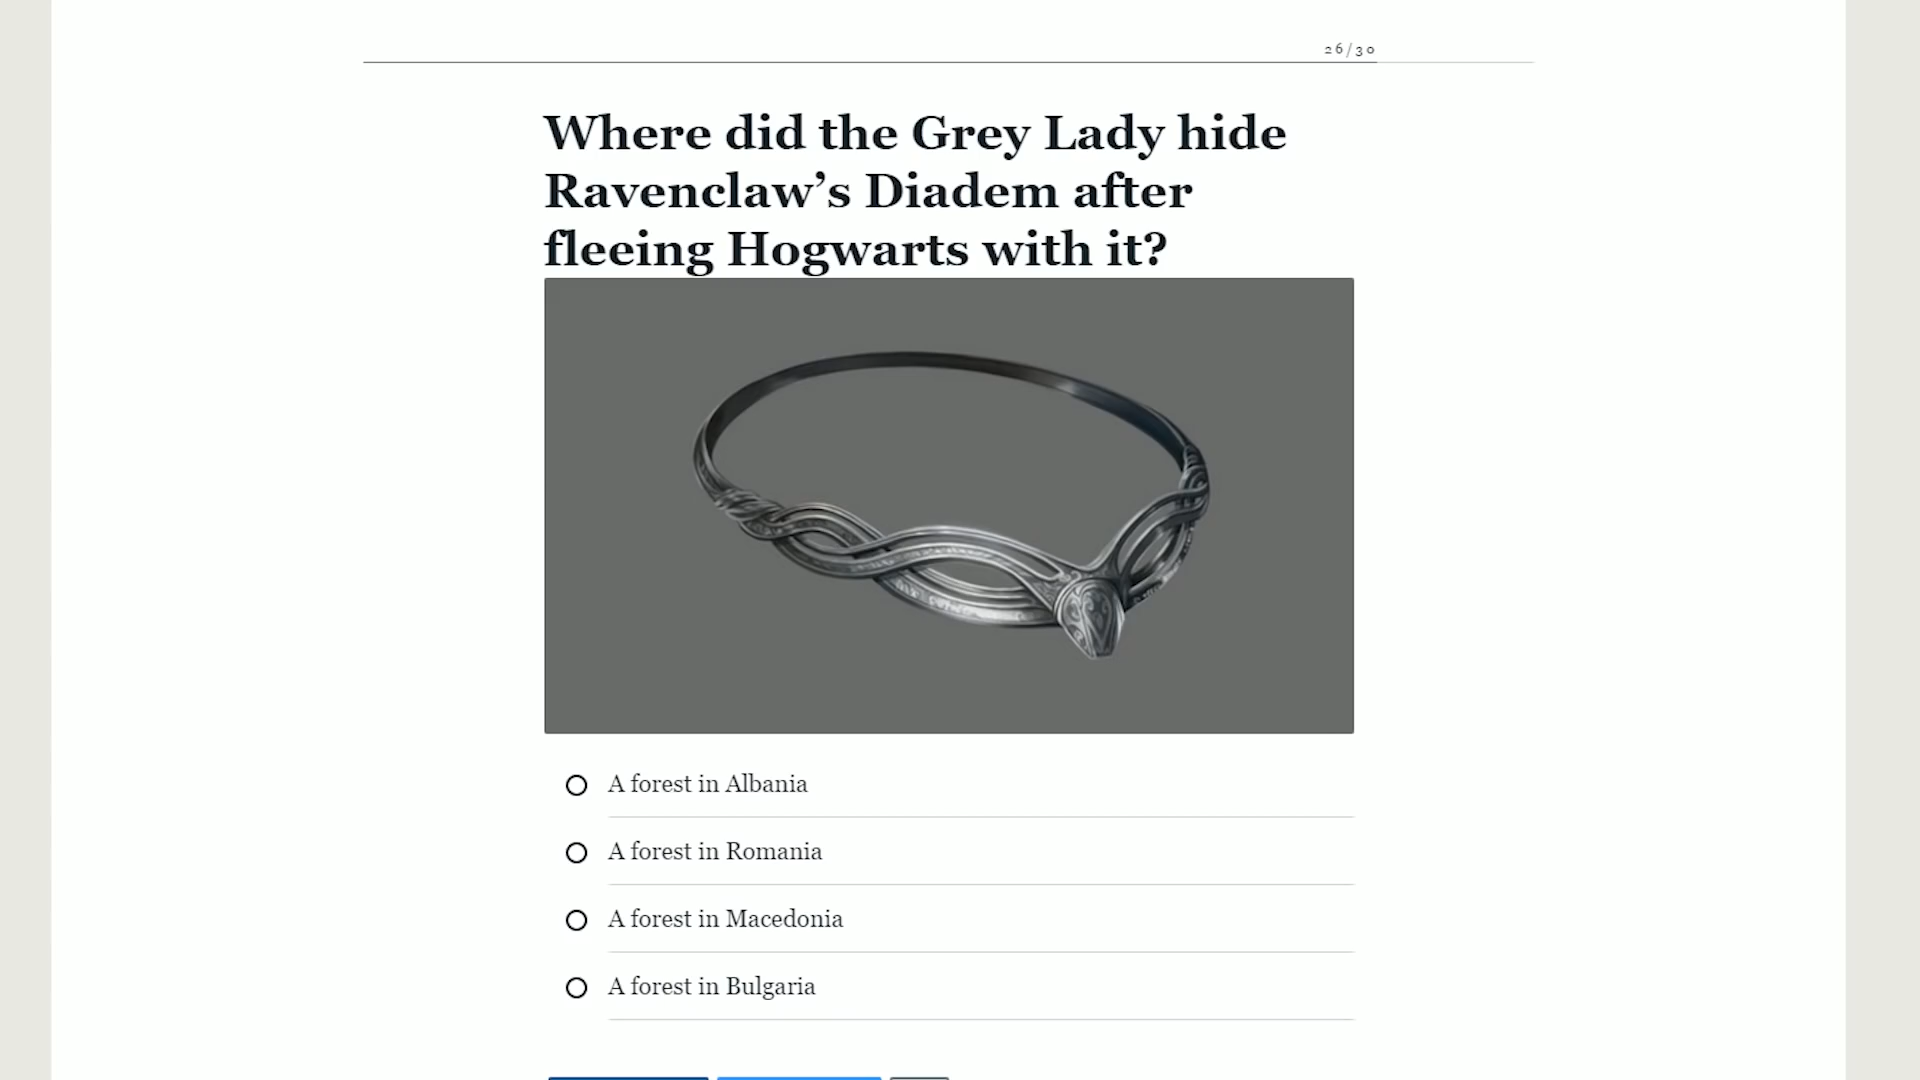 26/30
Where did the Grey Lady hide
Ravenclaw’s Diadem after
fleeing Hogwarts with it?
A forest in Albania
A forest in Romania
A forest in Macedonia
A forest in Bulgaria